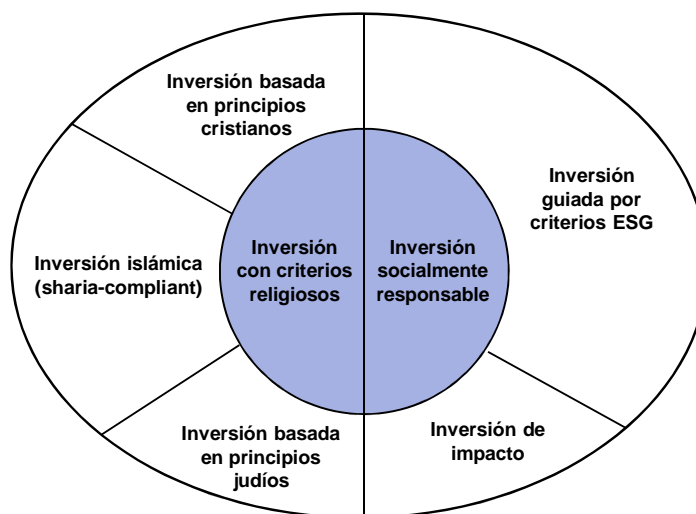 Inversión basada
en principios
cristianos
Inversión
guiada por
criterios ESG
Inversión islámica
(sharia-compliant)
Inversión
con criterios
religiosos
Inversión
socialmente
responsable
Inversión basada
en principios
judíos
Inversión de
impacto